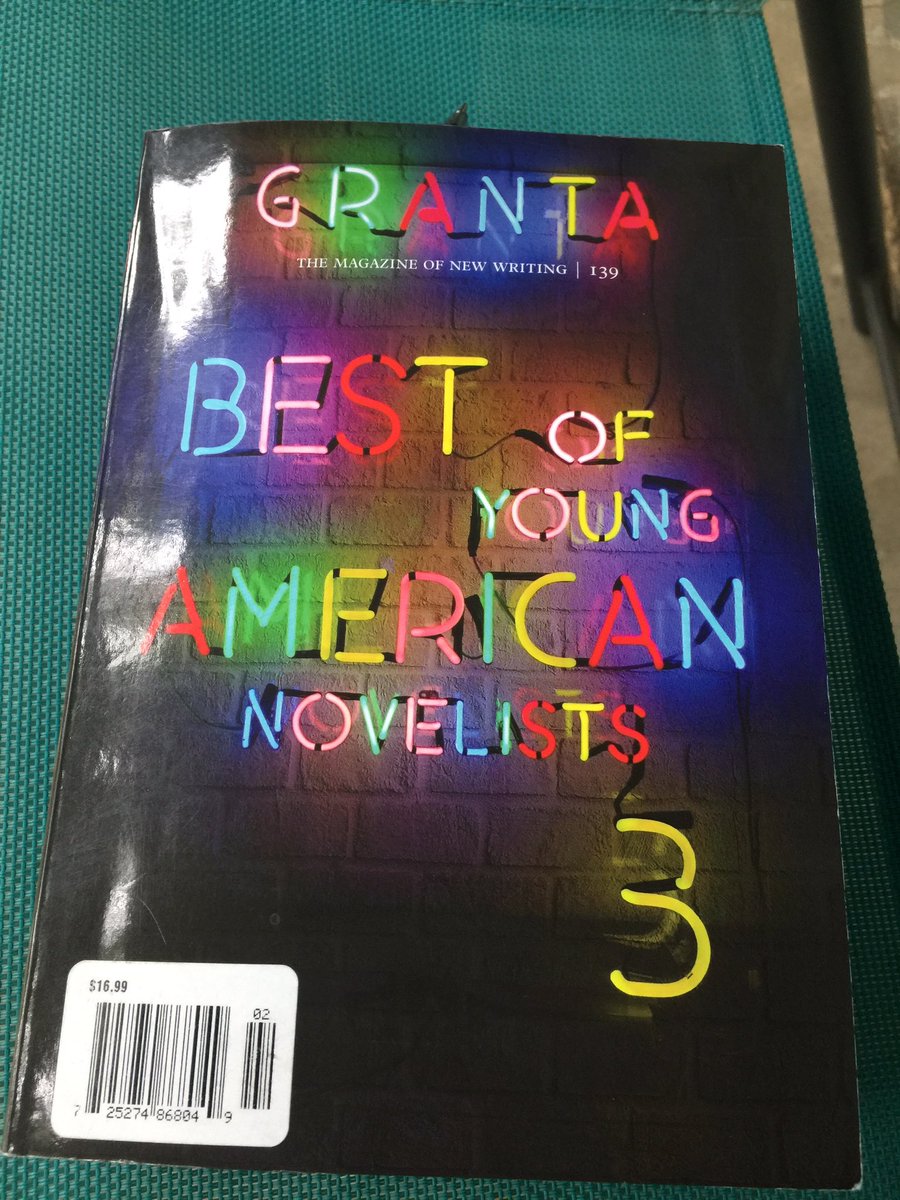 GRANTA
THE MAGAZINE OF NEW WRITING | 139
BEST OF
YOUNG
AMERICAN
NOVELISTS
3
$16.99
02
7 25274 86804 9